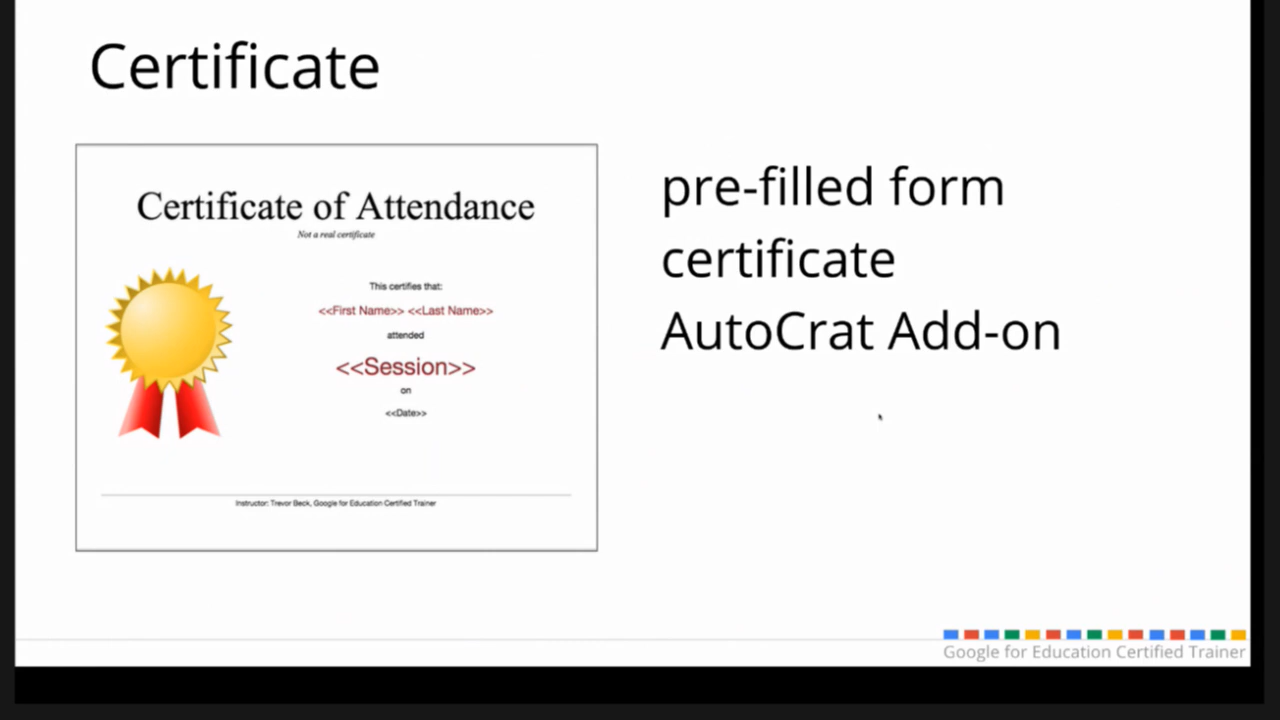 Certificate
Certificate of Attendance
Not a real certificate
This certifies that:
<<First Name>> <<Last Name>>
attended
<<Session>>
on
<<Date>>
Instructor: Trevor Beck, Google for Education Certified Trainer
pre-filled form
certificate
AutoCrat Add-on
Google for Education Certified Trainer